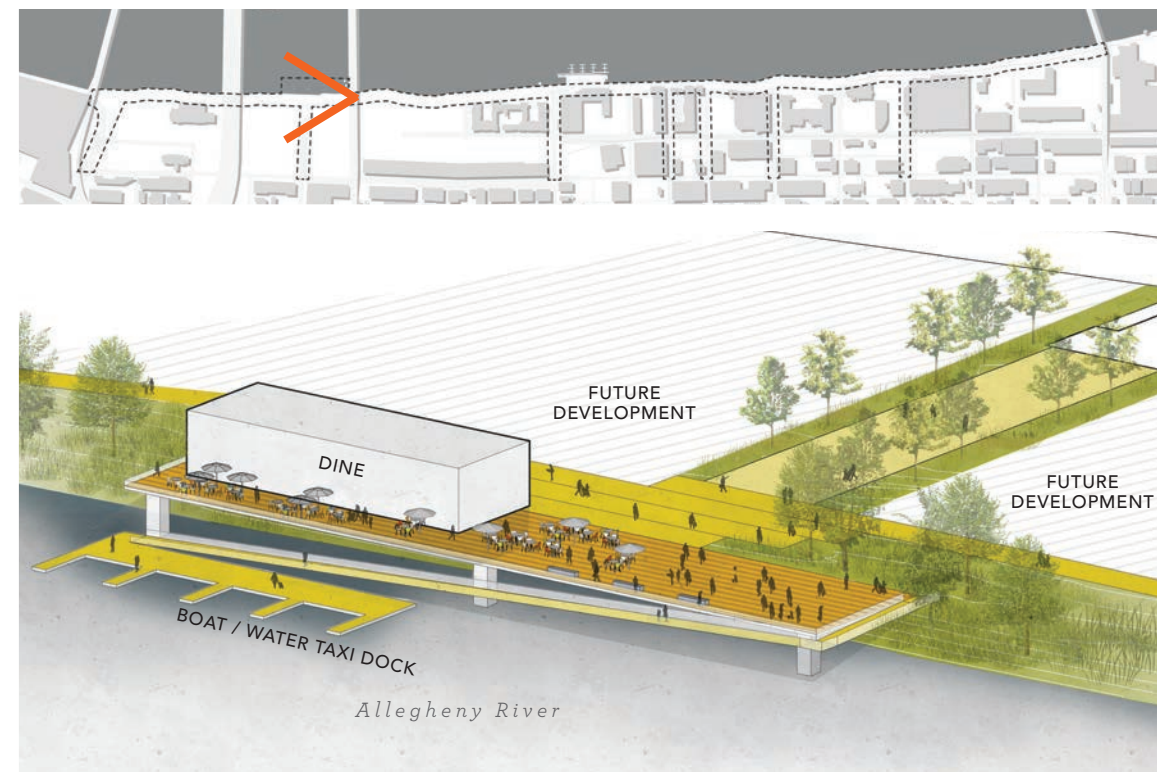 FUTURE
DEVELOPMENT
DINE
FUTURE
DEVELOPMENT
BOAT / WATER TAXI DOCK
Allegheny River